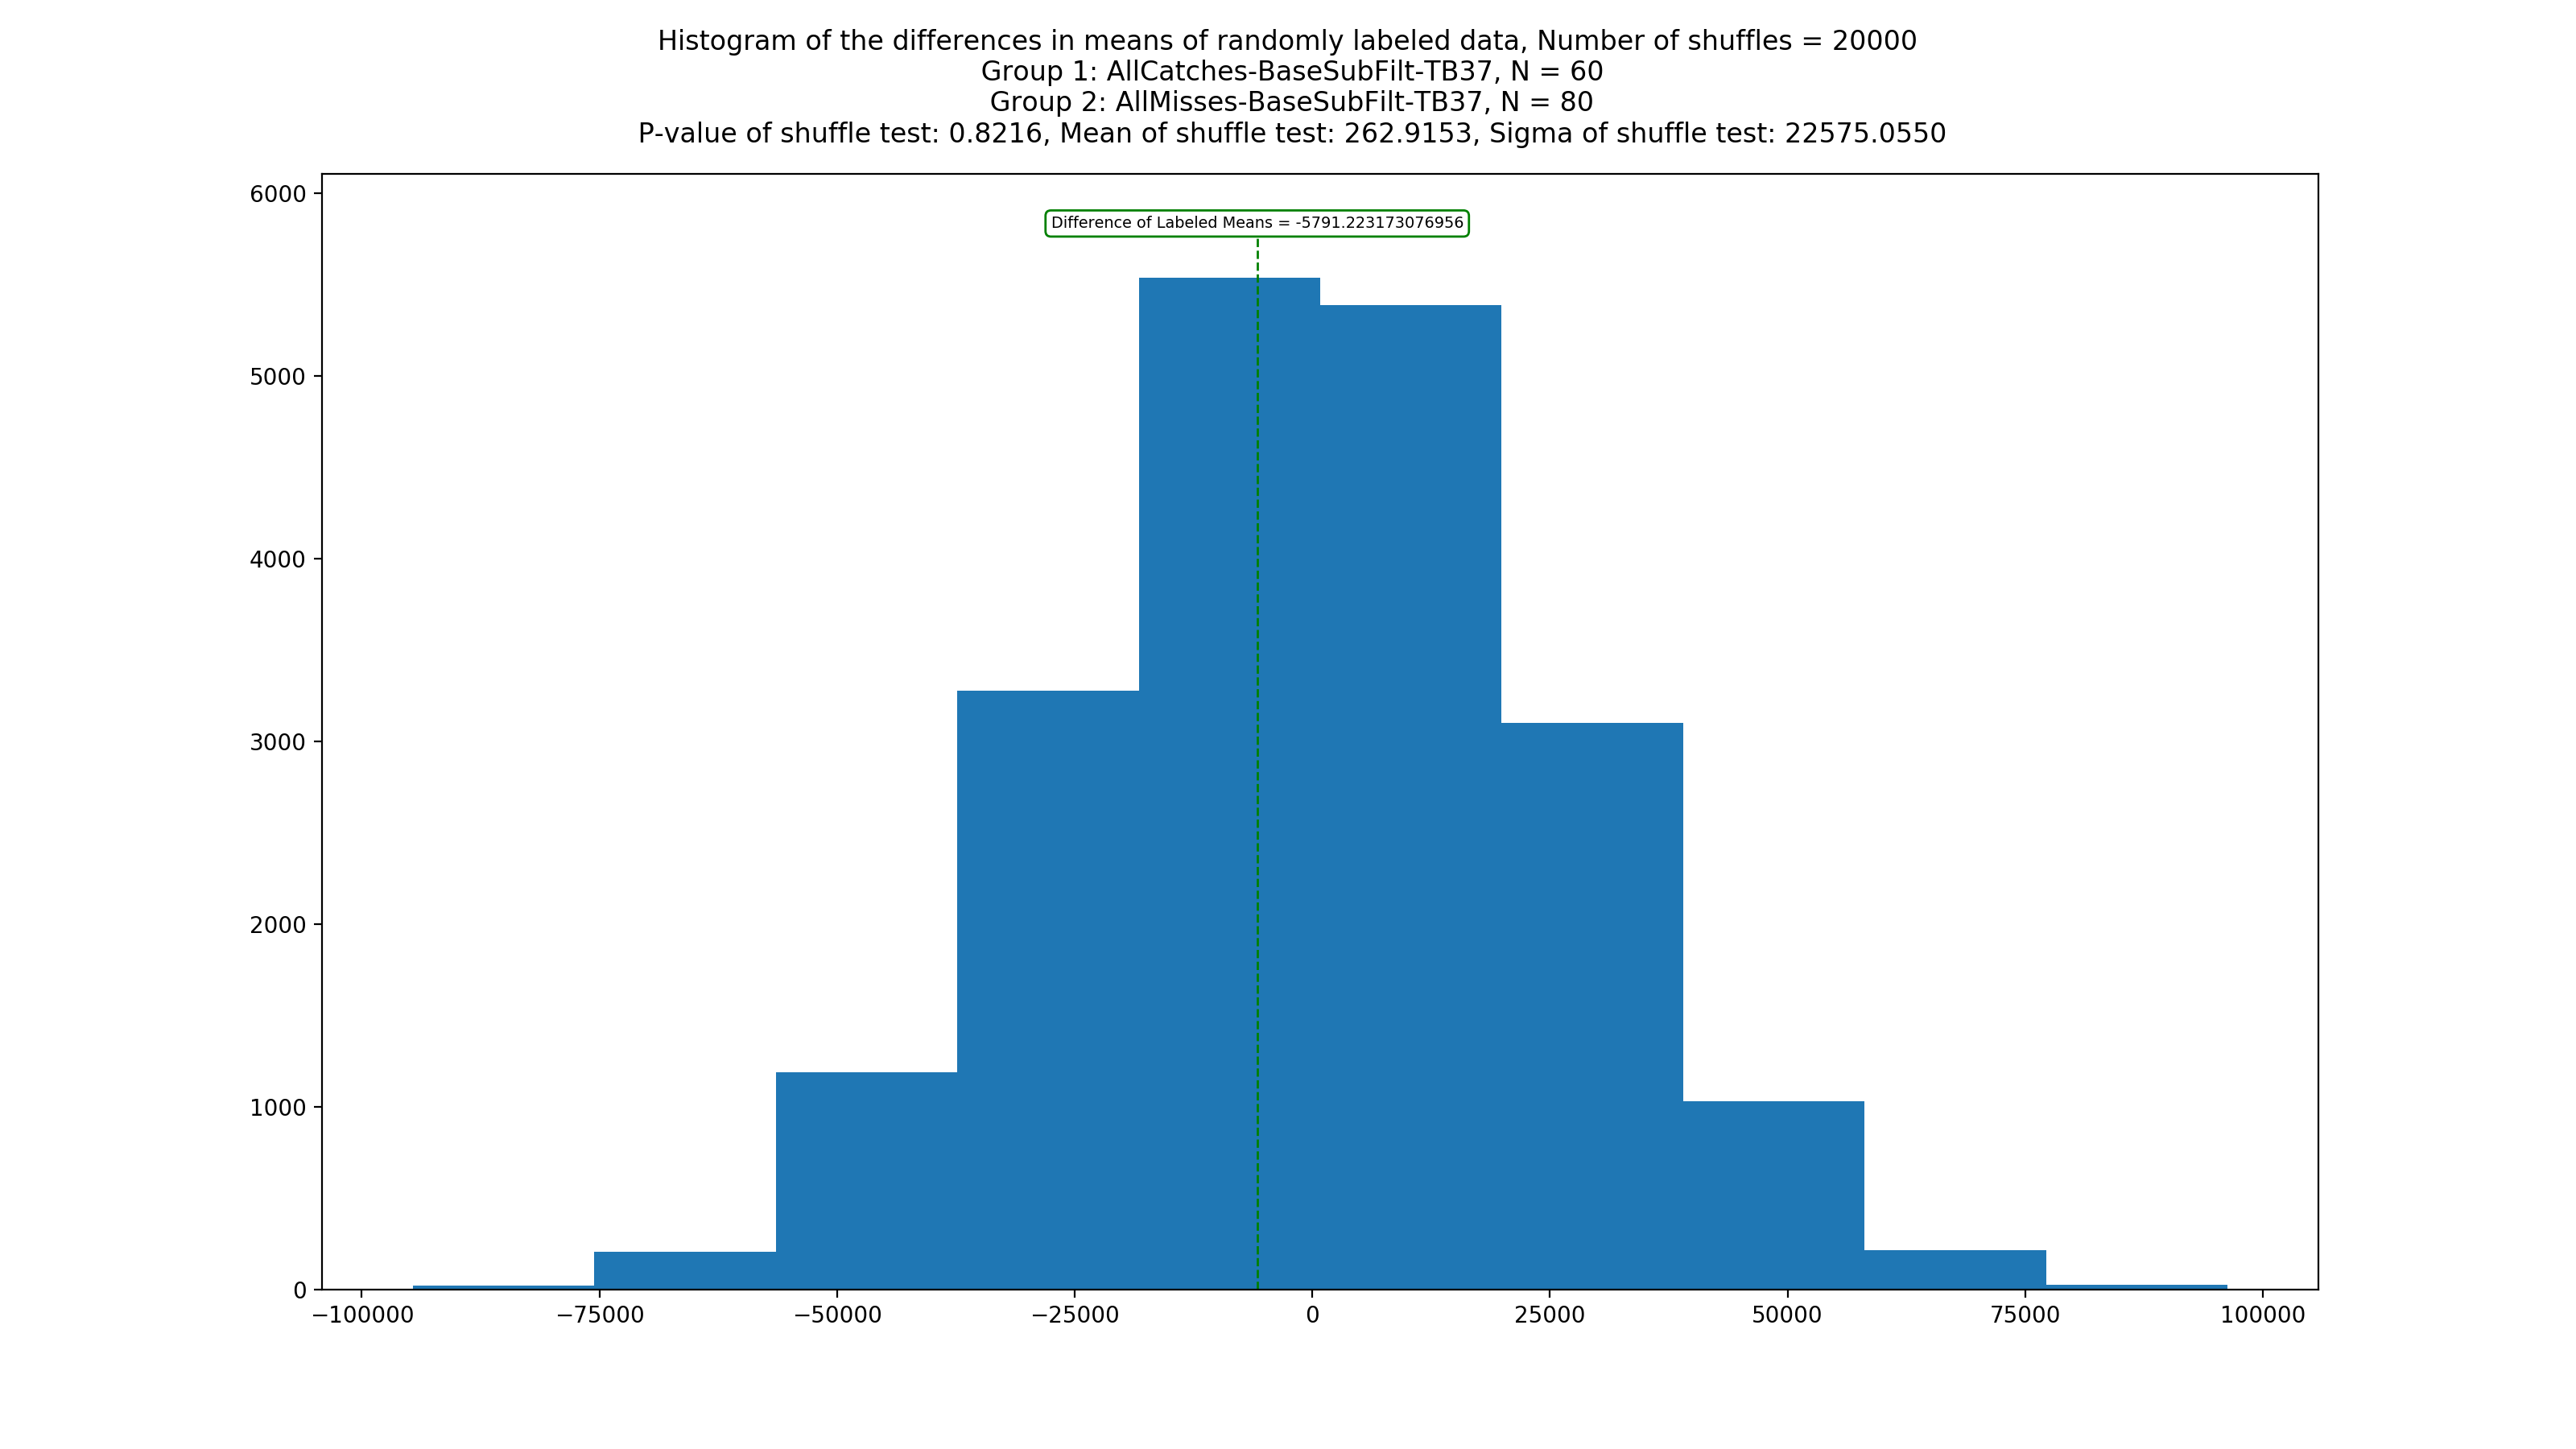 Histogram of the differences in means of randomly labeled data, Number of shuffles = 20000
Group 1: AllCatches-BaseSubFilt-TB37, N = 60
Group 2: AllMisses-BaseSubFilt-TB37, N = 80
P-value of shuffle test: 0.8216, Mean of shuffle test: 262.9153, Sigma of shuffle test: 22575.0550
6000
Difference of Labeled Means = -5791.223173076956
5000
4000
3000
2000
1000
0
−100000 −75000 −50000 −25000 0 25000 50000 75000 100000